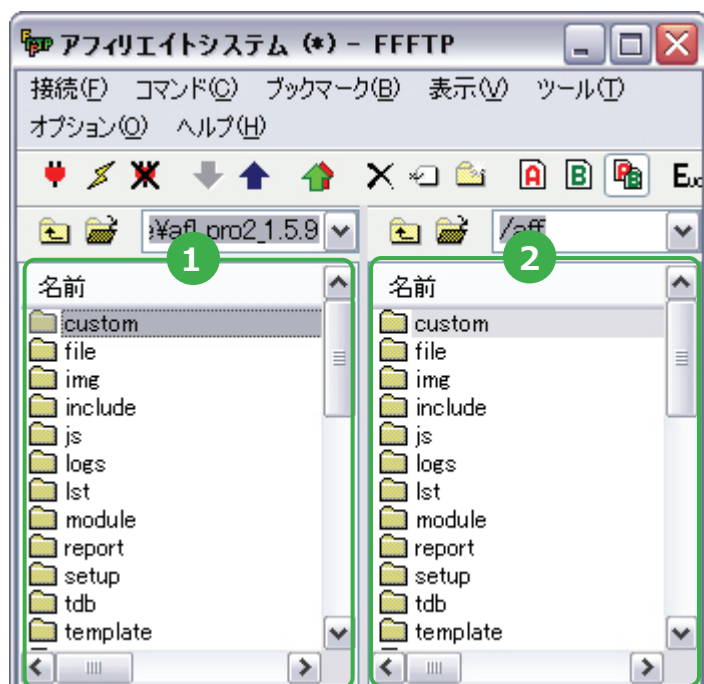 アフィリエイトシステム (*) - FFFTP
接続(F) コマンド(C) ブックマーク(B) 表示(V) ツール(T)
オプション(O) ヘルプ(H)
A B
¥afl_pro2_1.5.9 /aff
1 2
名前 名前
custom custom
file file
img img
include include
js js
logs logs
lst lst
module module
report report
setup setup
tdb tdb
template template